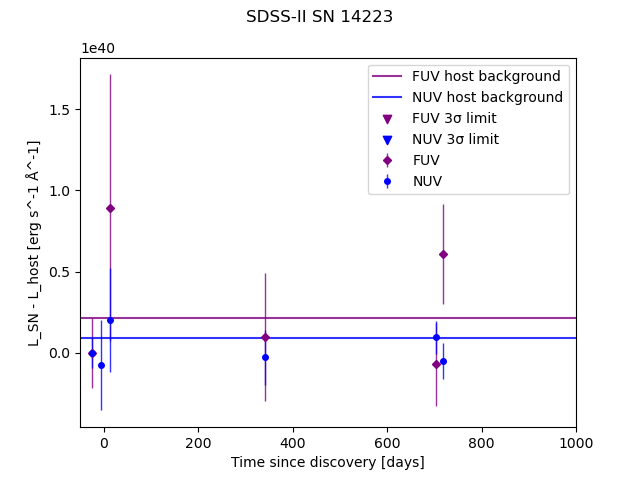 SDSS-II SN 14223
1e40
FUV host background
NUV host background
FUV 3σ limit
NUV 3σ limit
FUV
NUV
1.5
1.0
0.5
0.0
L_SN - L_host [erg s^-1 Å^-1]
0 200 400 600 800 1000
Time since discovery [days]